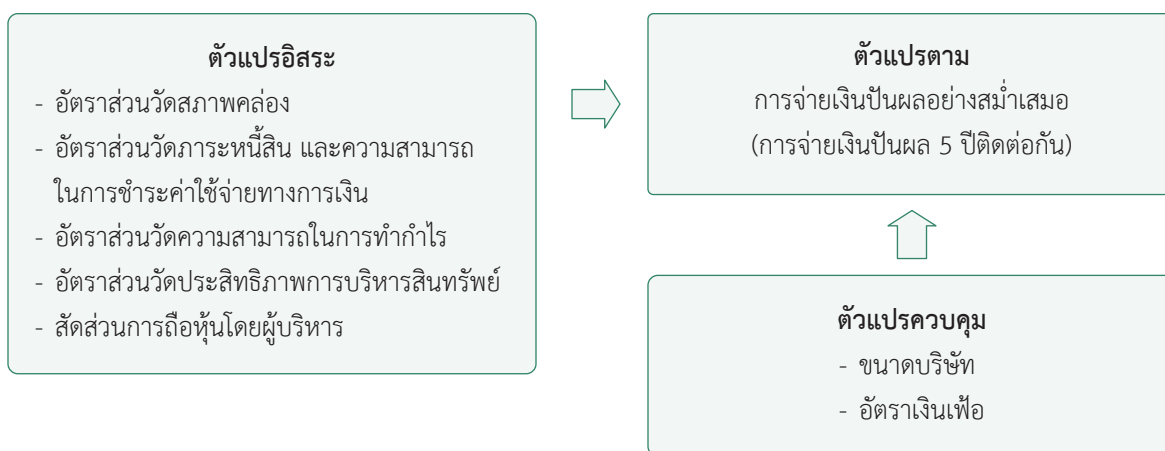 ตัวแปรอิสระ
- อัตราส่วนวัดสภาพคล่อง
- อัตราส่วนวัดภาระหนี้สิน และความสามารถ
ในการชำระค่าใช้จ่ายทางการเงิน
- อัตราส่วนวัดความสามารถในการทำกำไร
- อัตราส่วนวัดประสิทธิภาพการบริหารสินทรัพย์
- สัดส่วนการถือหุ้นโดยผู้บริหาร
ตัวแปรตาม
การจ่ายเงินปันผลอย่างสม่ำเสมอ
(การจ่ายเงินปันผล 5 ปีติดต่อกัน)
ตัวแปรควบคุม
- ขนาดบริษัท
- อัตราเงินเฟ้อ